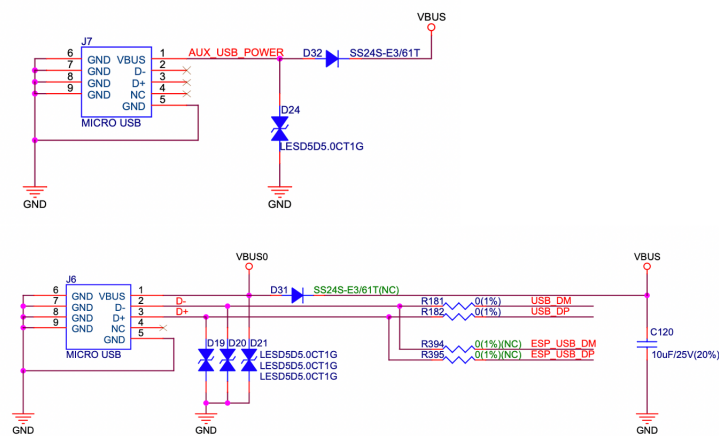 VBUS
J7
D32
SS24S-E3/61T
AUX_USB_POWER
6 GND VBUS 1
7 GND D- 2
8 GND D+ 3
9 GND NC 4
GND 5
MICRO USB
D24
LESD5D5.0CT1G
GND
GND
VBUS0
VBUS
J6
D31
SS24S-E3/61T(NC)
6 GND VBUS 1
7 GND D- 2
8 GND D+ 3
9 GND NC 4
GND 5
MICRO USB
D-
D+
R181 0(1%) USB_DM
R182 0(1%) USB_DP
D19 D20 D21
LESD5D5.0CT1G
LESD5D5.0CT1G
LESD5D5.0CT1G
R394 0(1%)(NC) ESP_USB_DM
R395 0(1%)(NC) ESP_USB_DP
C120
10uF/25V(20%)
GND
GND
GND